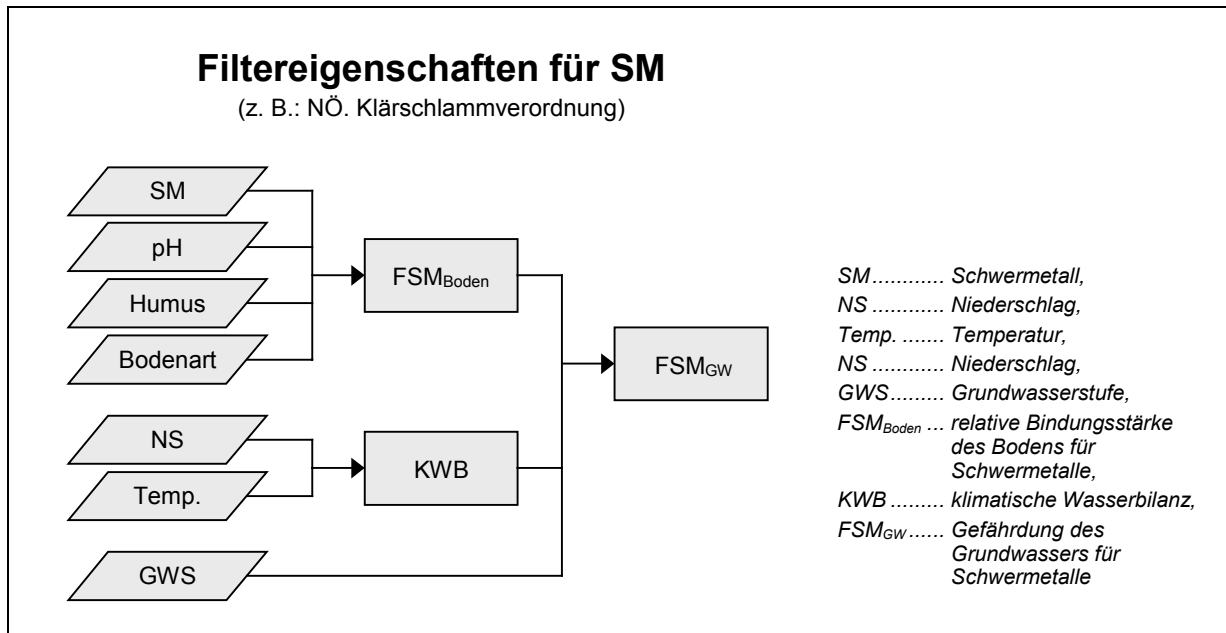 Filtereigenschaften für SM
(z. B.: NÖ. Klärschlammverordnung)
SM
pH
Humus
Bodenart
FSMBoden
NS
Temp.
KWB
GWS
FSMGW
SM ............ Schwermetall,
NS ............ Niederschlag,
Temp. ....... Temperatur,
NS ............ Niederschlag,
GWS ......... Grundwasserstufe,
FSMBoden ... relative Bindungsstärke
des Bodens für
Schwermetalle,
KWB ......... klimatische Wasserbilanz,
FSMGW ...... Gefährdung des
Grundwassers für
Schwermetalle